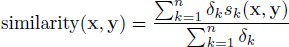 similarity(x, y) = \frac{\sum_{k=1}^{n} \delta_k s_k(x, y)}{\sum_{k=1}^{n} \delta_k}